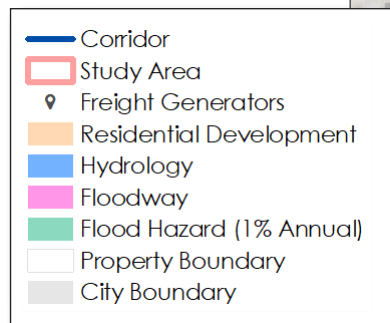 Corridor
Study Area
Freight Generators
Residential Development
Hydrology
Floodway
Flood Hazard (1% Annual)
Property Boundary
City Boundary